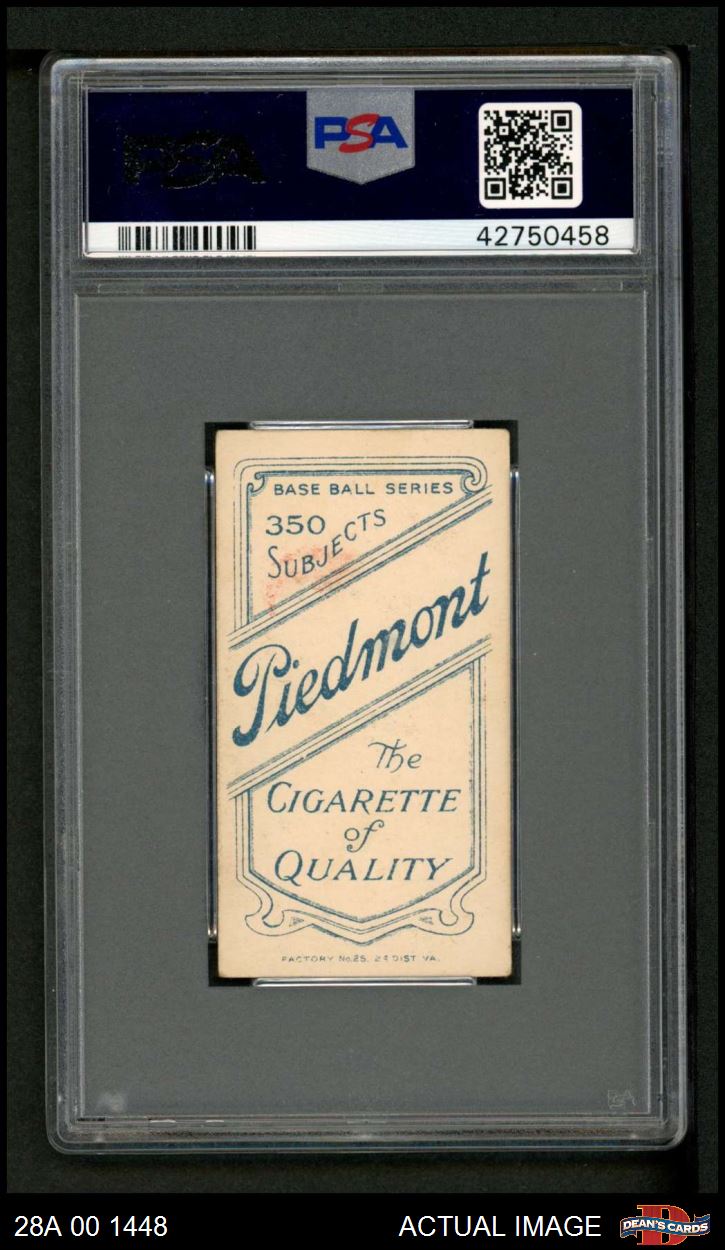 PSA
PSA
42750458
BASE BALL SERIES
350
SUBJECTS
Piedmont
The
CIGARETTE
of
QUALITY
FACTORY No.25. 2d DIST VA.
28A 00 1448 ACTUAL IMAGE DEAN'S CARDS